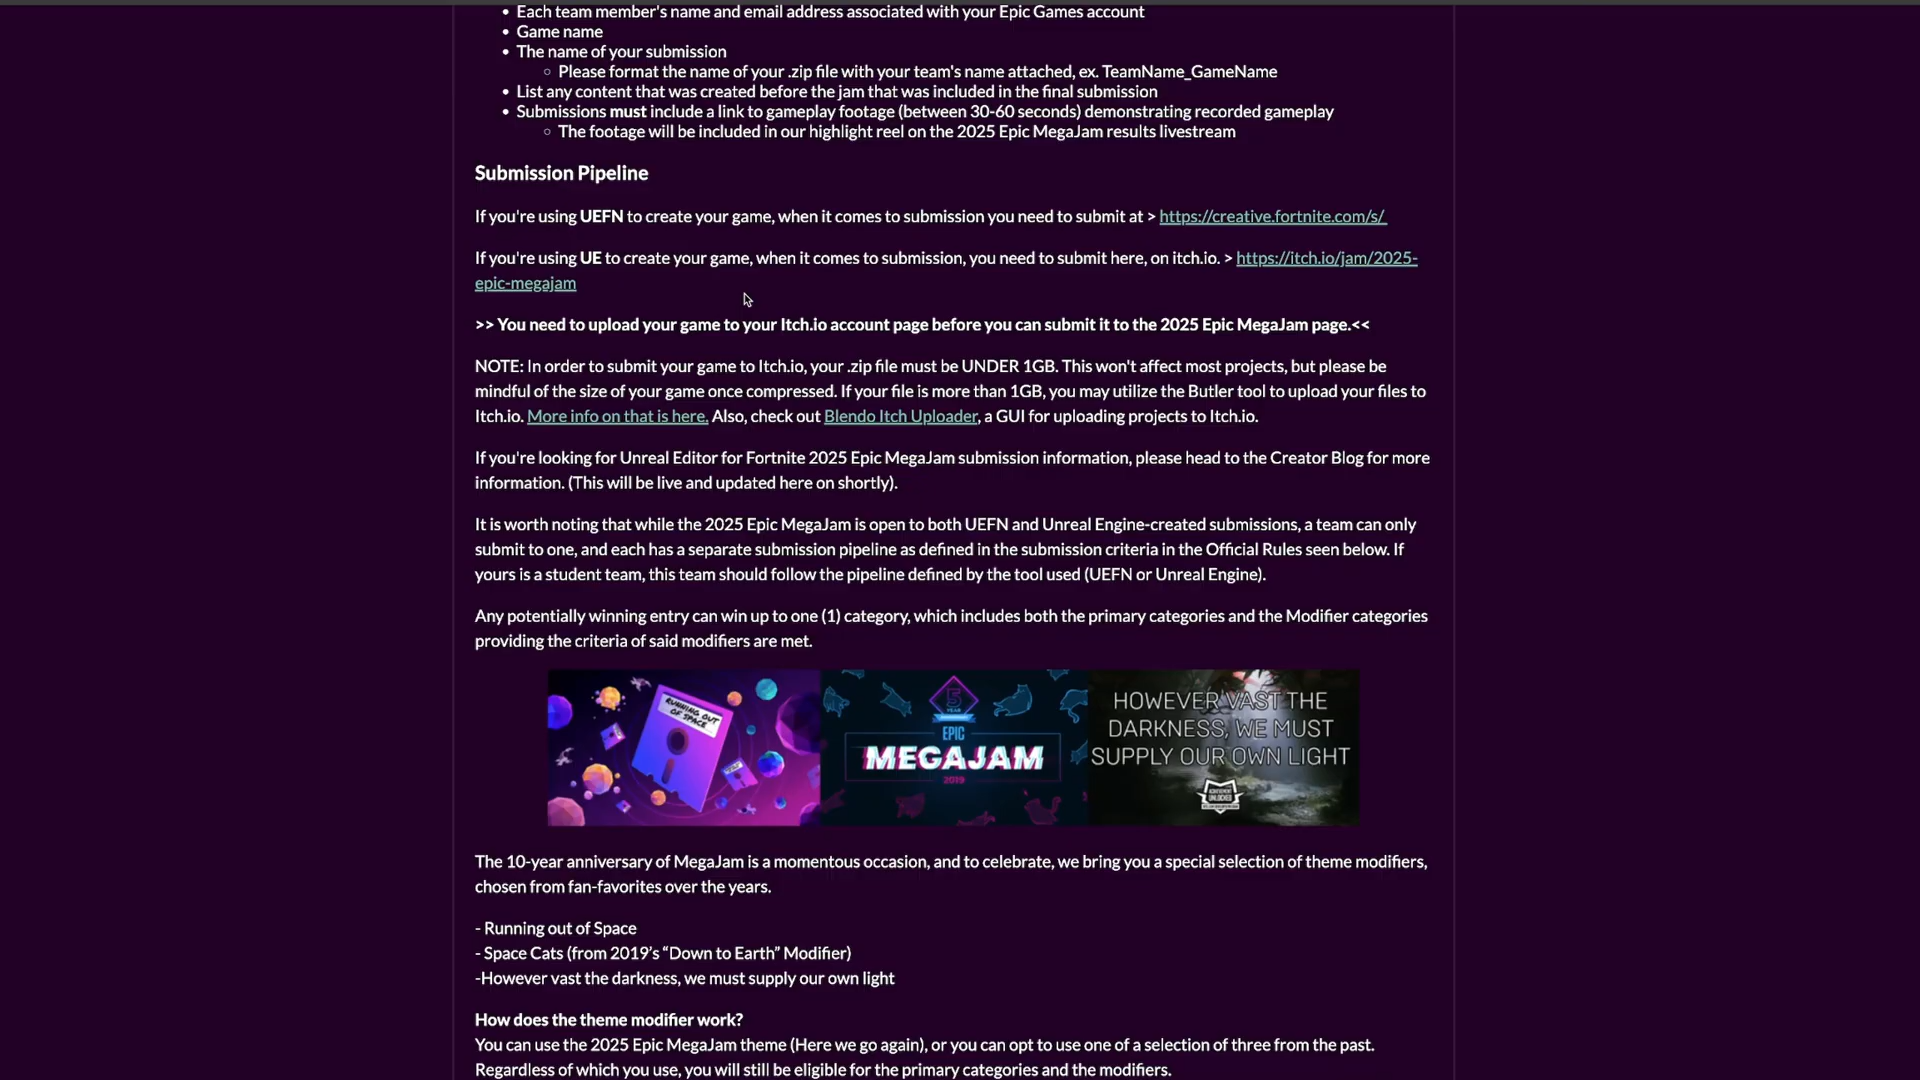 • Each team member's name and email address associated with your Epic Games account
• Game name
• The name of your submission
○ Please format the name of your .zip file with your team's name attached, ex. TeamName_GameName
• List any content that was created before the jam that was included in the final submission
• Submissions must include a link to gameplay footage (between 30-60 seconds) demonstrating recorded gameplay
○ The footage will be included in our highlight reel on the 2025 Epic MegaJam results livestream
Submission Pipeline
If you're using UEFN to create your game, when it comes to submission you need to submit at > https://creative.fortnite.com/s/
If you're using UE to create your game, when it comes to submission, you need to submit here, on itch.io. > https://itch.io/jam/2025-
epic-megajam
>> You need to upload your game to your Itch.io account page before you can submit it to the 2025 Epic MegaJam page.<<
NOTE: In order to submit your game to Itch.io, your .zip file must be UNDER 1GB. This won't affect most projects, but please be
mindful of the size of your game once compressed. If your file is more than 1GB, you may utilize the Butler tool to upload your files to
Itch.io. More info on that is here. Also, check out Blendo Itch Uploader, a GUI for uploading projects to Itch.io.
If you're looking for Unreal Editor for Fortnite 2025 Epic MegaJam submission information, please head to the Creator Blog for more
information. (This will be live and updated here on shortly).
It is worth noting that while the 2025 Epic MegaJam is open to both UEFN and Unreal Engine-created submissions, a team can only
submit to one, and each has a separate submission pipeline as defined in the submission criteria in the Official Rules seen below. If
yours is a student team, this team should follow the pipeline defined by the tool used (UEFN or Unreal Engine).
Any potentially winning entry can win up to one (1) category, which includes both the primary categories and the Modifier categories
providing the criteria of said modifiers are met.
RUNNING OUT
OF SPACE
5
YEAR
EPIC
MEGAJAM
2019
HOWEVER VAST THE
DARKNESS, WE MUST
SUPPLY OUR OWN LIGHT
ACHIEVEMENT
UNLOCKED
The 10-year anniversary of MegaJam is a momentous occasion, and to celebrate, we bring you a special selection of theme modifiers,
chosen from fan-favorites over the years.
- Running out of Space
- Space Cats (from 2019’s “Down to Earth” Modifier)
-However vast the darkness, we must supply our own light
How does the theme modifier work?
You can use the 2025 Epic MegaJam theme (Here we go again), or you can opt to use one of a selection of three from the past.
Regardless of which you use, you will still be eligible for the primary categories and the modifiers.